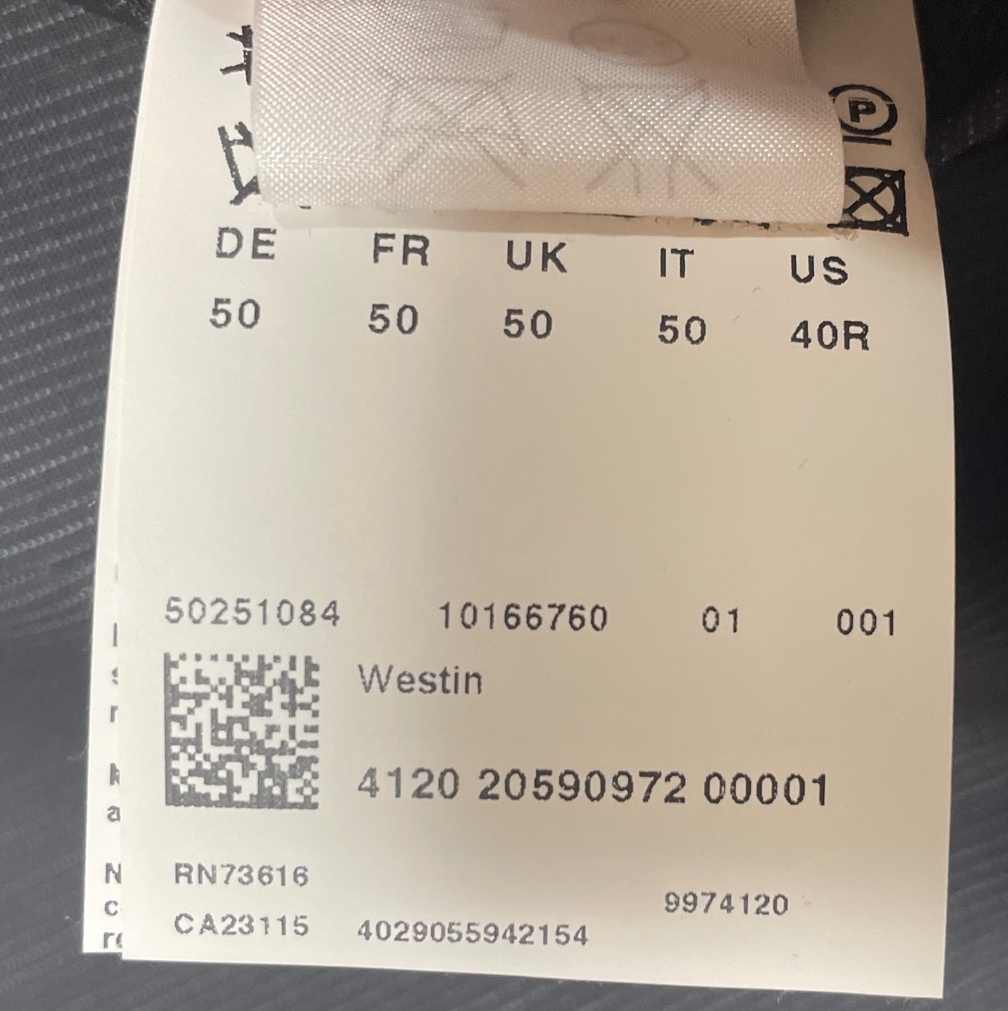 P
DE FR UK IT US
50 50 50 50 40R
50251084 10166760 01 001
Westin
4120 20590972 00001
RN73616
9974120
CA23115 4029055942154